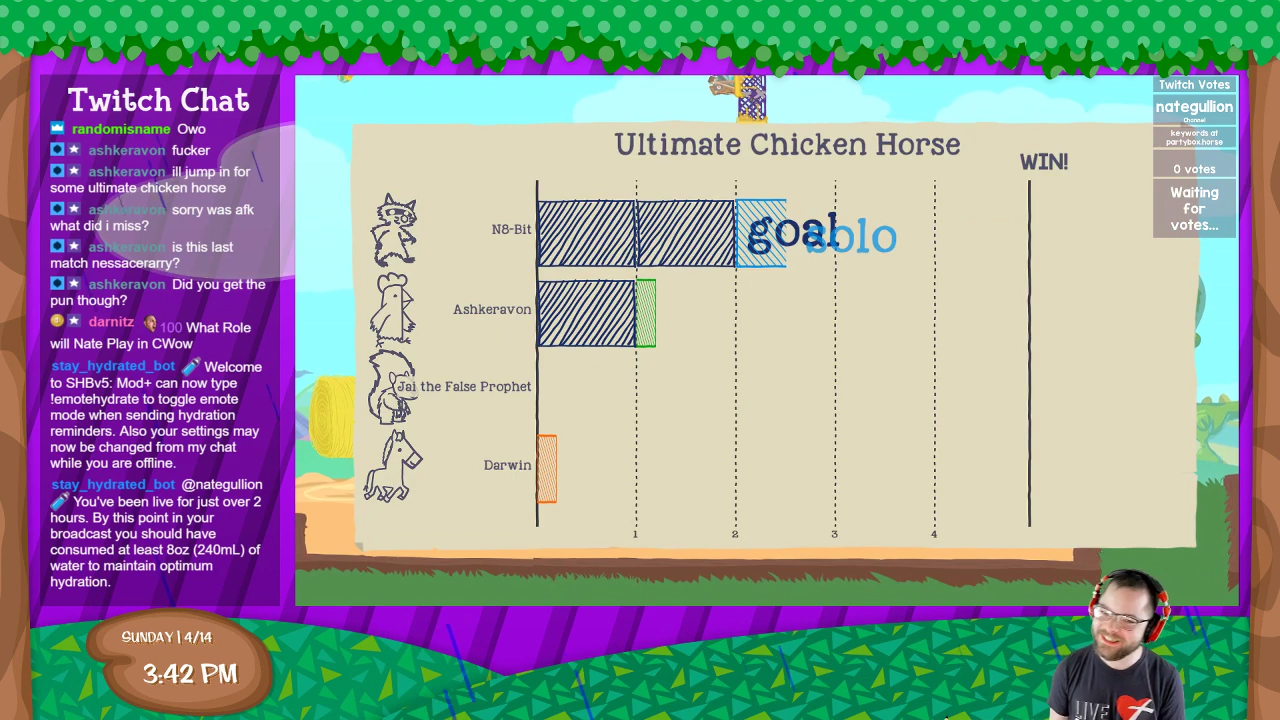 Twitch Chat
randomisname Owo
ashkeravon fucker
ashkeravon ill jump in for
some ultimate chicken horse
ashkeravon sorry was afk
what did i miss?
ashkeravon is this last
match nessacerarry?
ashkeravon Did you get the
pun though?
darnitz 100 What Role
will Nate Play in CWow
stay_hydrated_bot Welcome
to SHBv5: Mod+ can now type
!emotehydrate to toggle emote
mode when sending hydration
reminders. Also your settings may
now be changed from my chat
while you are offline.
stay_hydrated_bot @nategullion
You've been live for just over 2
hours. By this point in your
broadcast you should have
consumed at least 8oz (240mL) of
water to maintain optimum
hydration.
SUNDAY | 4/14
3:42 PM
Ultimate Chicken Horse
WIN!
N8-Bit
goal
solo
Ashkeravon
Jai the False Prophet
Darwin
1 2 3 4
Twitch Votes
nategullion
Channel
keywords at
partybox.horse
0 votes
Waiting
for
votes...
LIVE